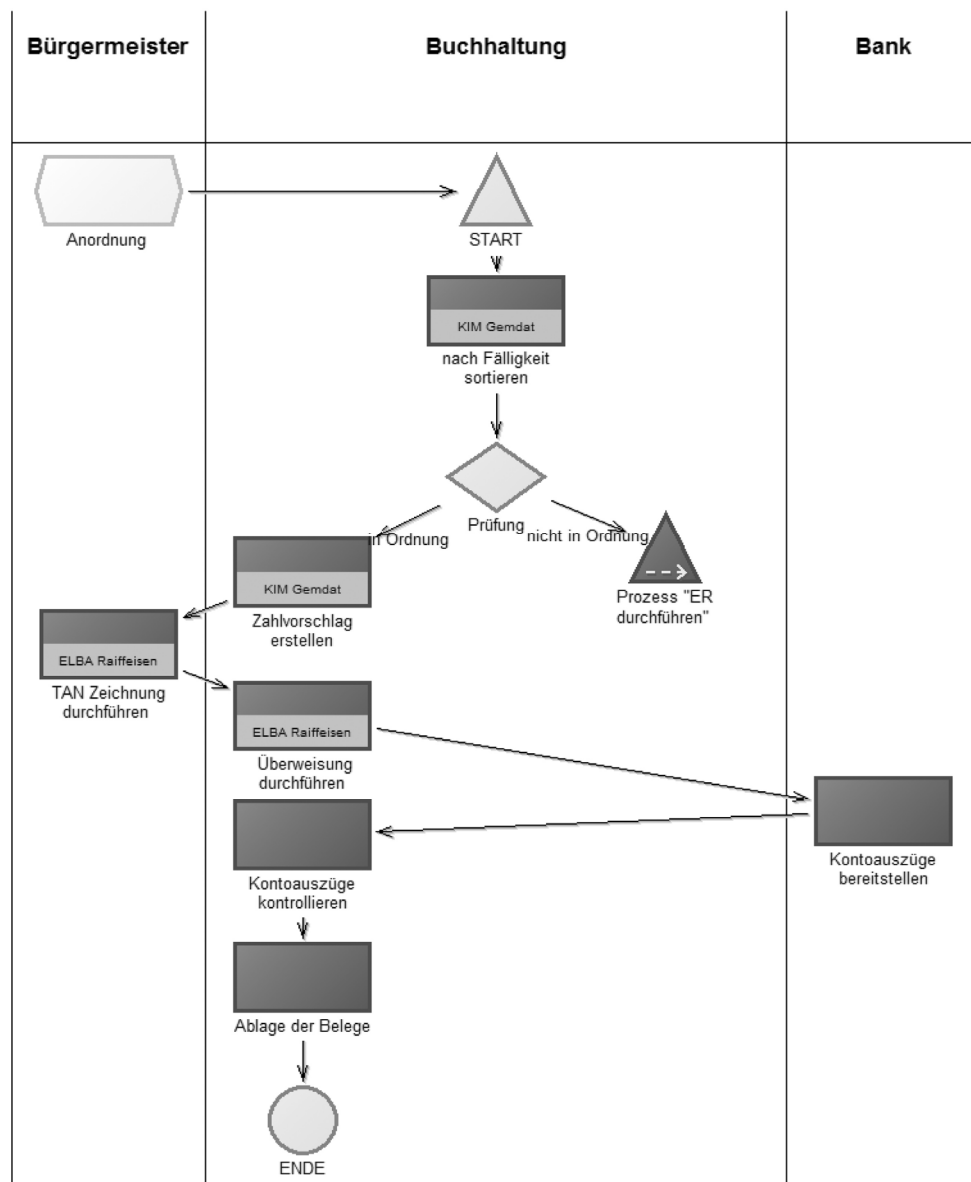 Bürgermeister
Buchhaltung
Bank
Anordnung
START
KIM Gemdat
nach Fälligkeit
sortieren
Prüfung
in Ordnung
nicht in Ordnung
KIM Gemdat
Zahlvorschlag
erstellen
Prozess "ER
durchführen"
ELBA Raiffeisen
TAN Zeichnung
durchführen
ELBA Raiffeisen
Überweisung
durchführen
Kontoauszüge
bereitstellen
Kontoauszüge
kontrollieren
Ablage der Belege
ENDE